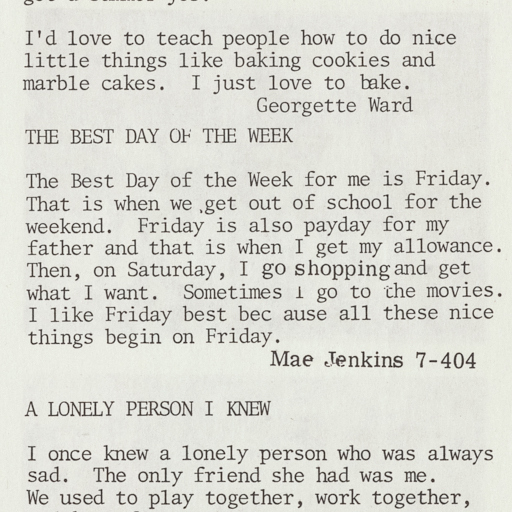 I'd love to teach people how to do nice
little things like baking cookies and
marble cakes.  I just love to bake.
Georgette Ward
THE BEST DAY OF THE WEEK
The Best Day of the Week for me is Friday.
That is when we get out of school for the
weekend.  Friday is also payday for my
father and that is when I get my allowance.
Then, on Saturday, I go shopping and get
what I want.  Sometimes I go to the movies.
I like Friday best bec ause all these nice
things begin on Friday.
Mae Jenkins 7-404
A LONELY PERSON I KNEW
I once knew a lonely person who was always
sad.  The only friend she had was me.
We used to play together, work together,